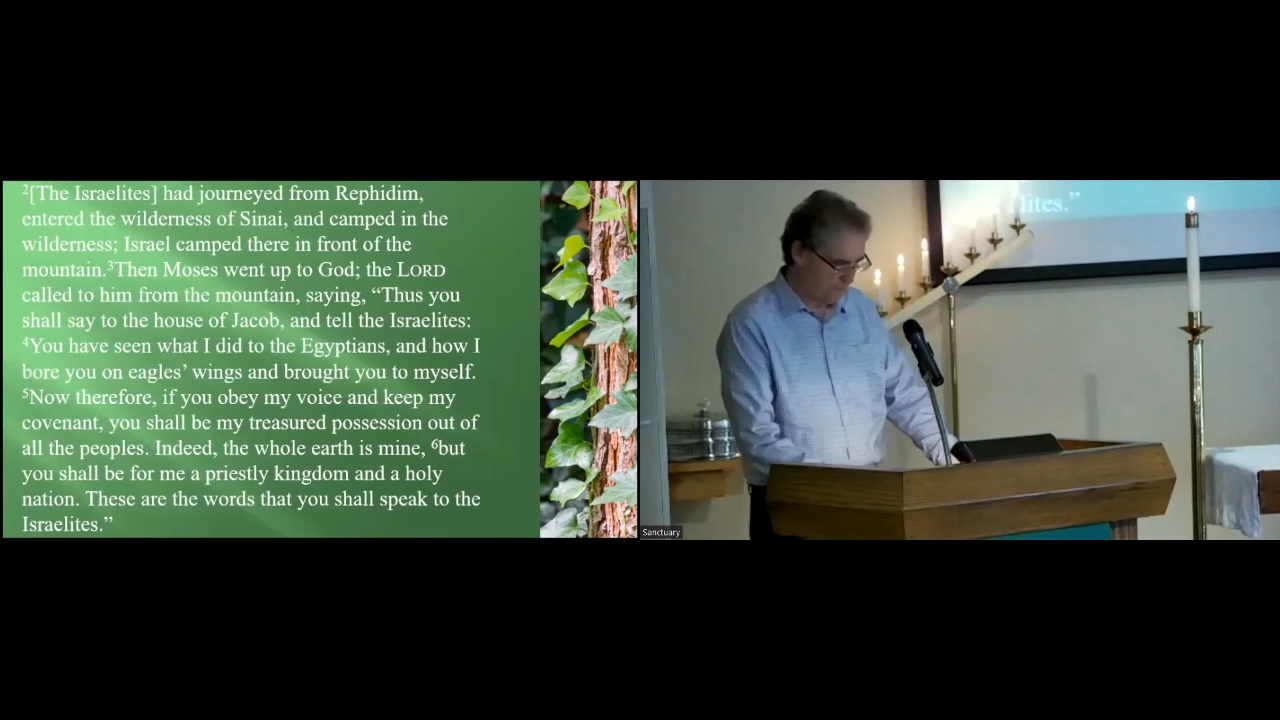 ²[The Israelites] had journeyed from Rephidim,
entered the wilderness of Sinai, and camped in the
wilderness; Israel camped there in front of the
mountain.³Then Moses went up to God; the LORD
called to him from the mountain, saying, “Thus you
shall say to the house of Jacob, and tell the Israelites:
⁴You have seen what I did to the Egyptians, and how I
bore you on eagles’ wings and brought you to myself.
⁵Now therefore, if you obey my voice and keep my
covenant, you shall be my treasured possession out of
all the peoples. Indeed, the whole earth is mine, ⁶but
you shall be for me a priestly kingdom and a holy
nation. These are the words that you shall speak to the
Israelites.”
lites.”
Sanctuary